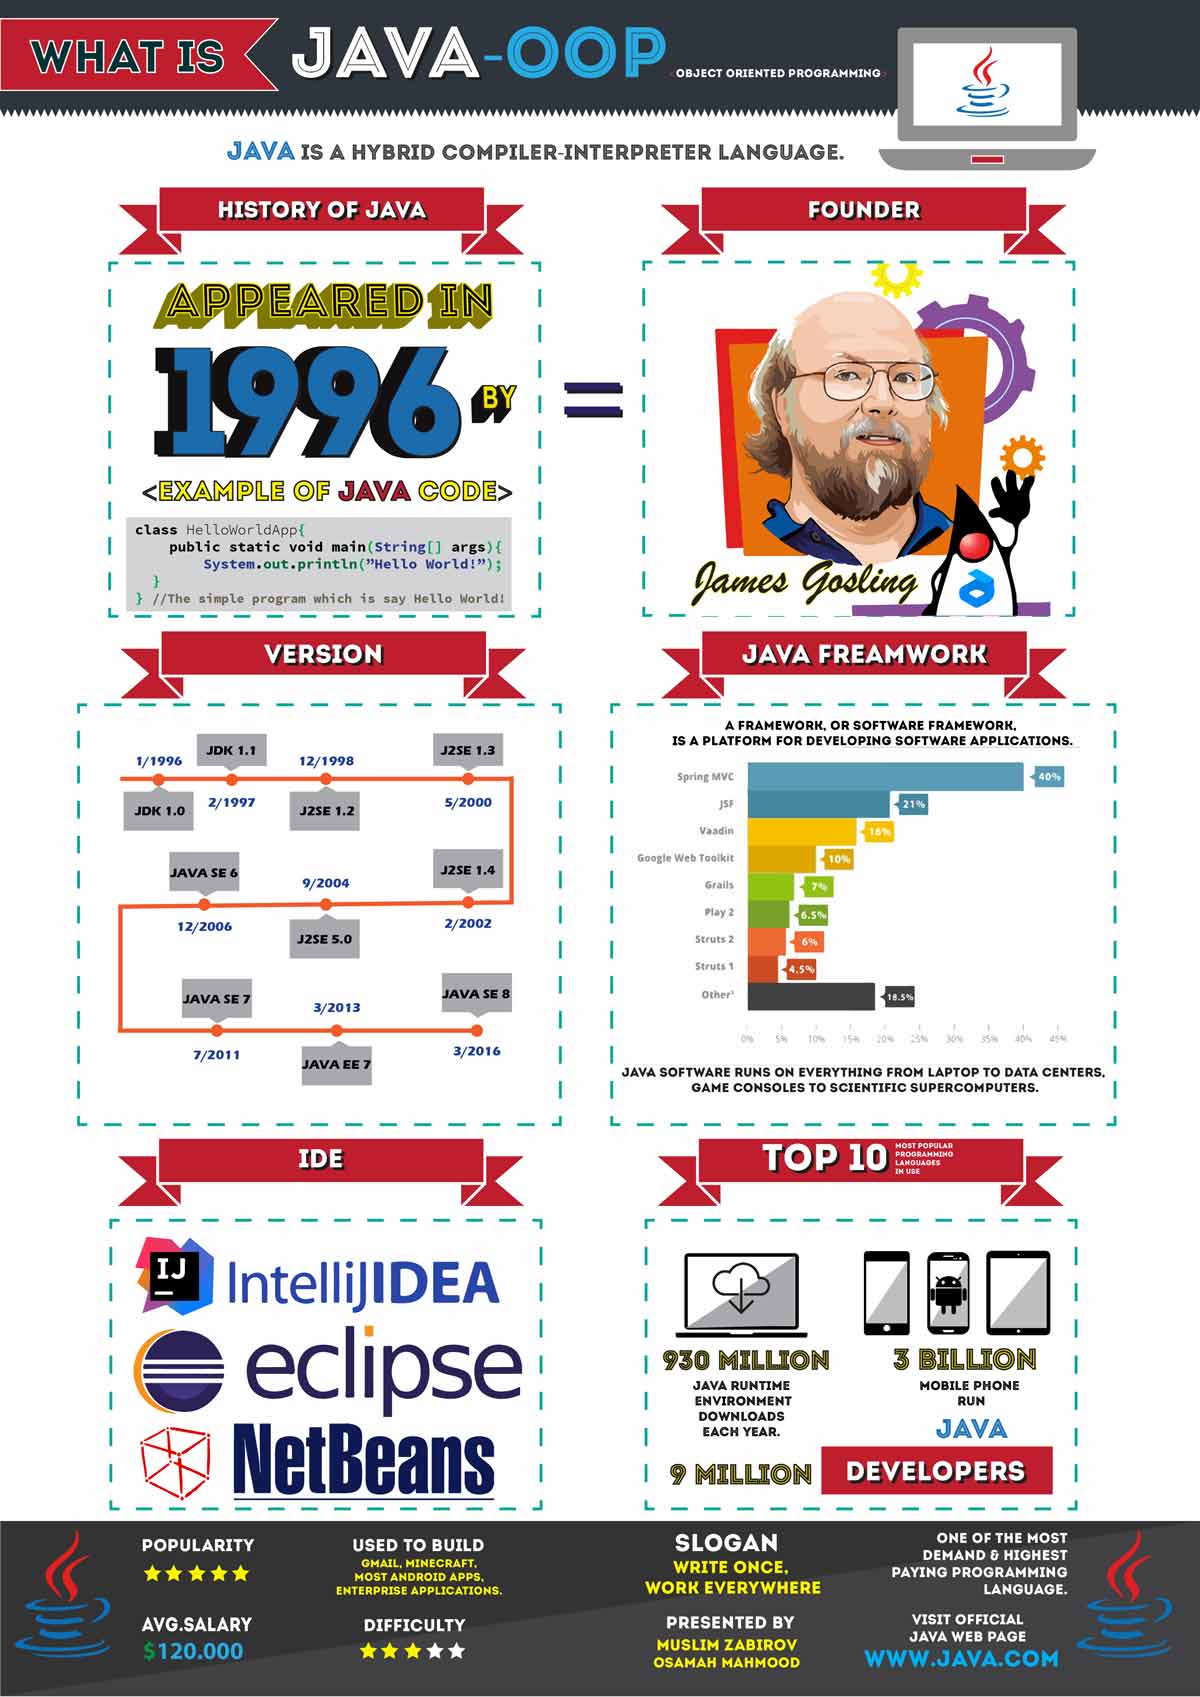 WHAT IS
JAVA-OOP
OBJECT ORIENTED PROGRAMMING
JAVA IS A HYBRID COMPILER-INTERPRETER LANGUAGE.
HISTORY OF JAVA
APPEARED IN
1996
BY
<EXAMPLE OF JAVA CODE>
class HelloWorldApp{
public static void main(String[] args){
System.out.println(”Hello World!”);
}
} //The simple program which is say Hello World!
=
FOUNDER
James Gosling
VERSION
1/1996
JDK 1.1
12/1998
J2SE 1.3
JDK 1.0
2/1997
J2SE 1.2
5/2000
JAVA SE 6
9/2004
J2SE 1.4
12/2006
J2SE 5.0
2/2002
JAVA SE 7
3/2013
JAVA SE 8
7/2011
JAVA EE 7
3/2016
JAVA FREAMWORK
A FRAMEWORK, OR SOFTWARE FRAMEWORK,
IS A PLATFORM FOR DEVELOPING SOFTWARE APPLICATIONS.
Spring MVC 40%
JSF 21%
Vaadin 16%
Google Web Toolkit 10%
Grails 7%
Play 2 6.5%
Struts 2 6%
Struts 1 4.5%
Other¹ 18.5%
0% 5% 10% 15% 20% 25% 30% 35% 40% 45%
JAVA SOFTWARE RUNS ON EVERYTHING FROM LAPTOP TO DATA CENTERS,
GAME CONSOLES TO SCIENTIFIC SUPERCOMPUTERS.
IDE
IJ
IntelliJIDEA
eclipse
NetBeans
TOP 10
MOST POPULAR
PROGRAMMING
LANGUAGES
IN USE
930 MILLION
JAVA RUNTIME
ENVIRONMENT
DOWNLOADS
EACH YEAR.
3 BILLION
MOBILE PHONE
RUN
JAVA
9 MILLION
DEVELOPERS
POPULARITY
AVG.SALARY
$120.000
USED TO BUILD
GMAIL, MINECRAFT,
MOST ANDROID APPS,
ENTERPRISE APPLICATIONS.
DIFFICULTY
SLOGAN
WRITE ONCE,
WORK EVERYWHERE
PRESENTED BY
MUSLIM ZABIROV
OSAMAH MAHMOOD
ONE OF THE MOST
DEMAND & HIGHEST
PAYING PROGRAMMING
LANGUAGE.
VISIT OFFICIAL
JAVA WEB PAGE
WWW.JAVA.COM